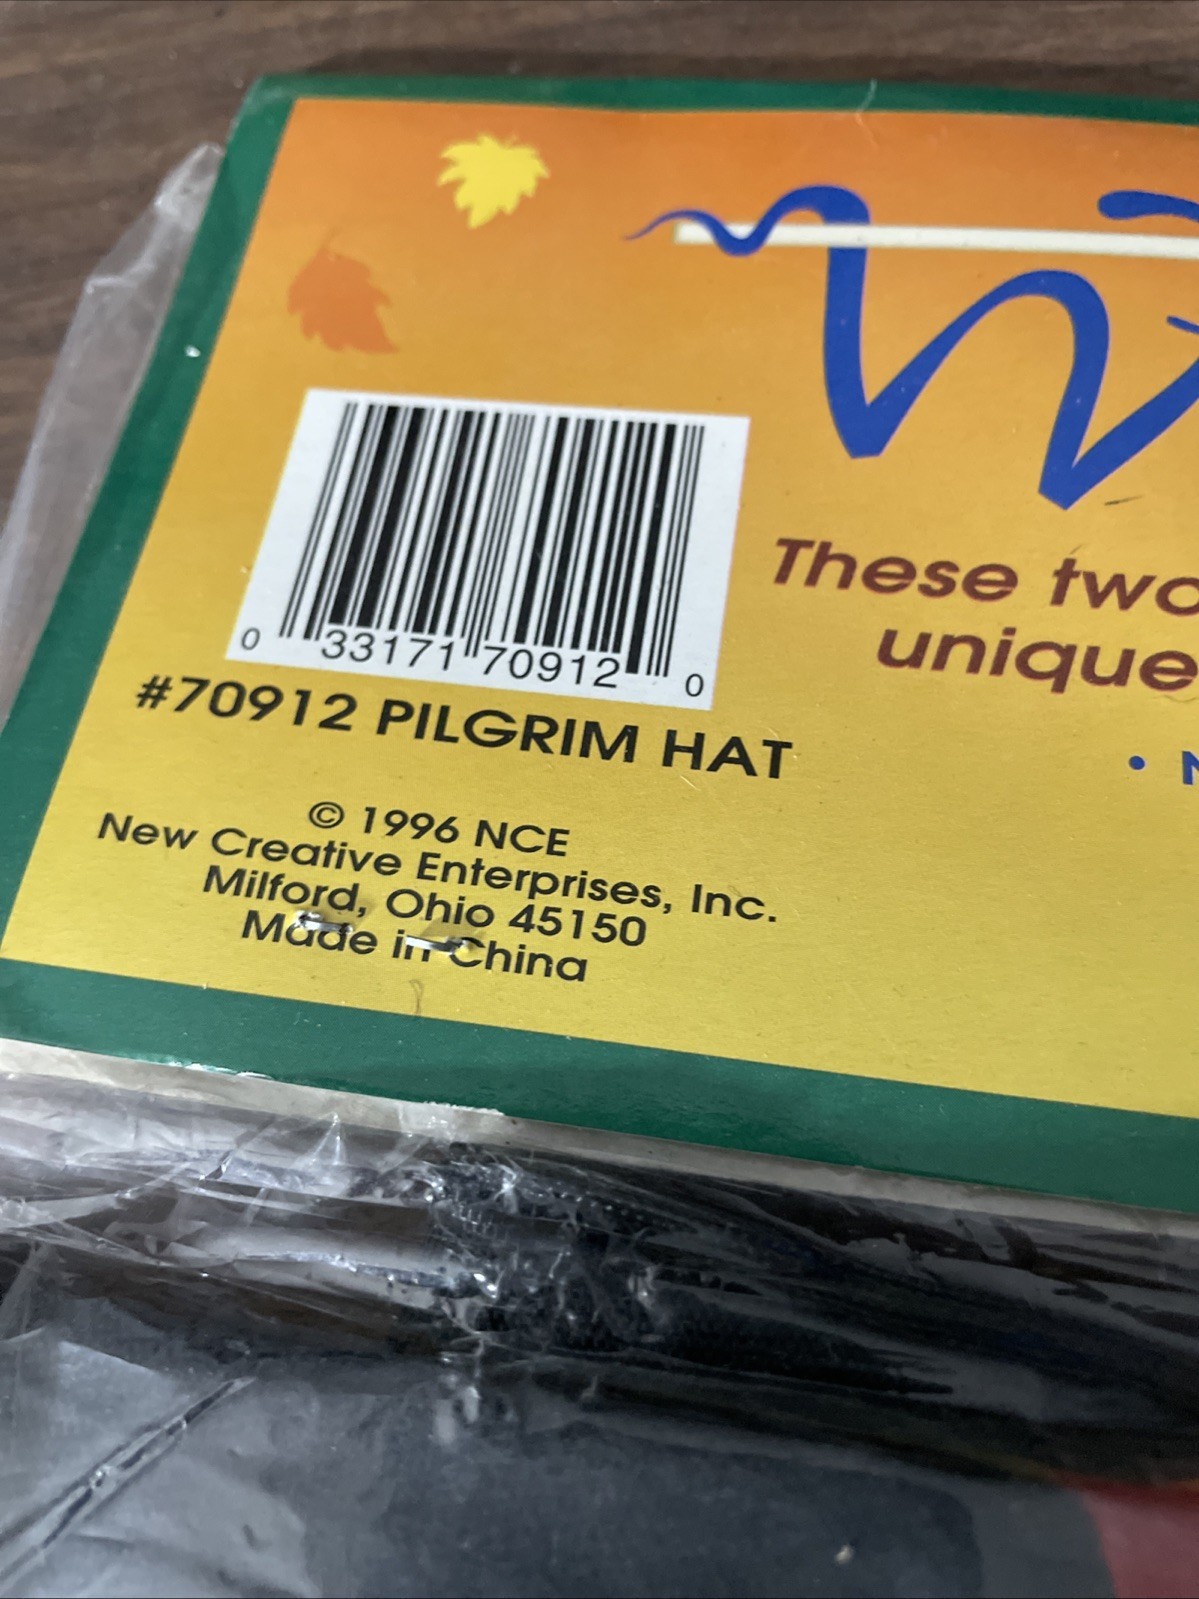 These two
unique
0 33171 70912 0
#70912 PILGRIM HAT
© 1996 NCE
New Creative Enterprises, Inc.
Milford, Ohio 45150
Made in China